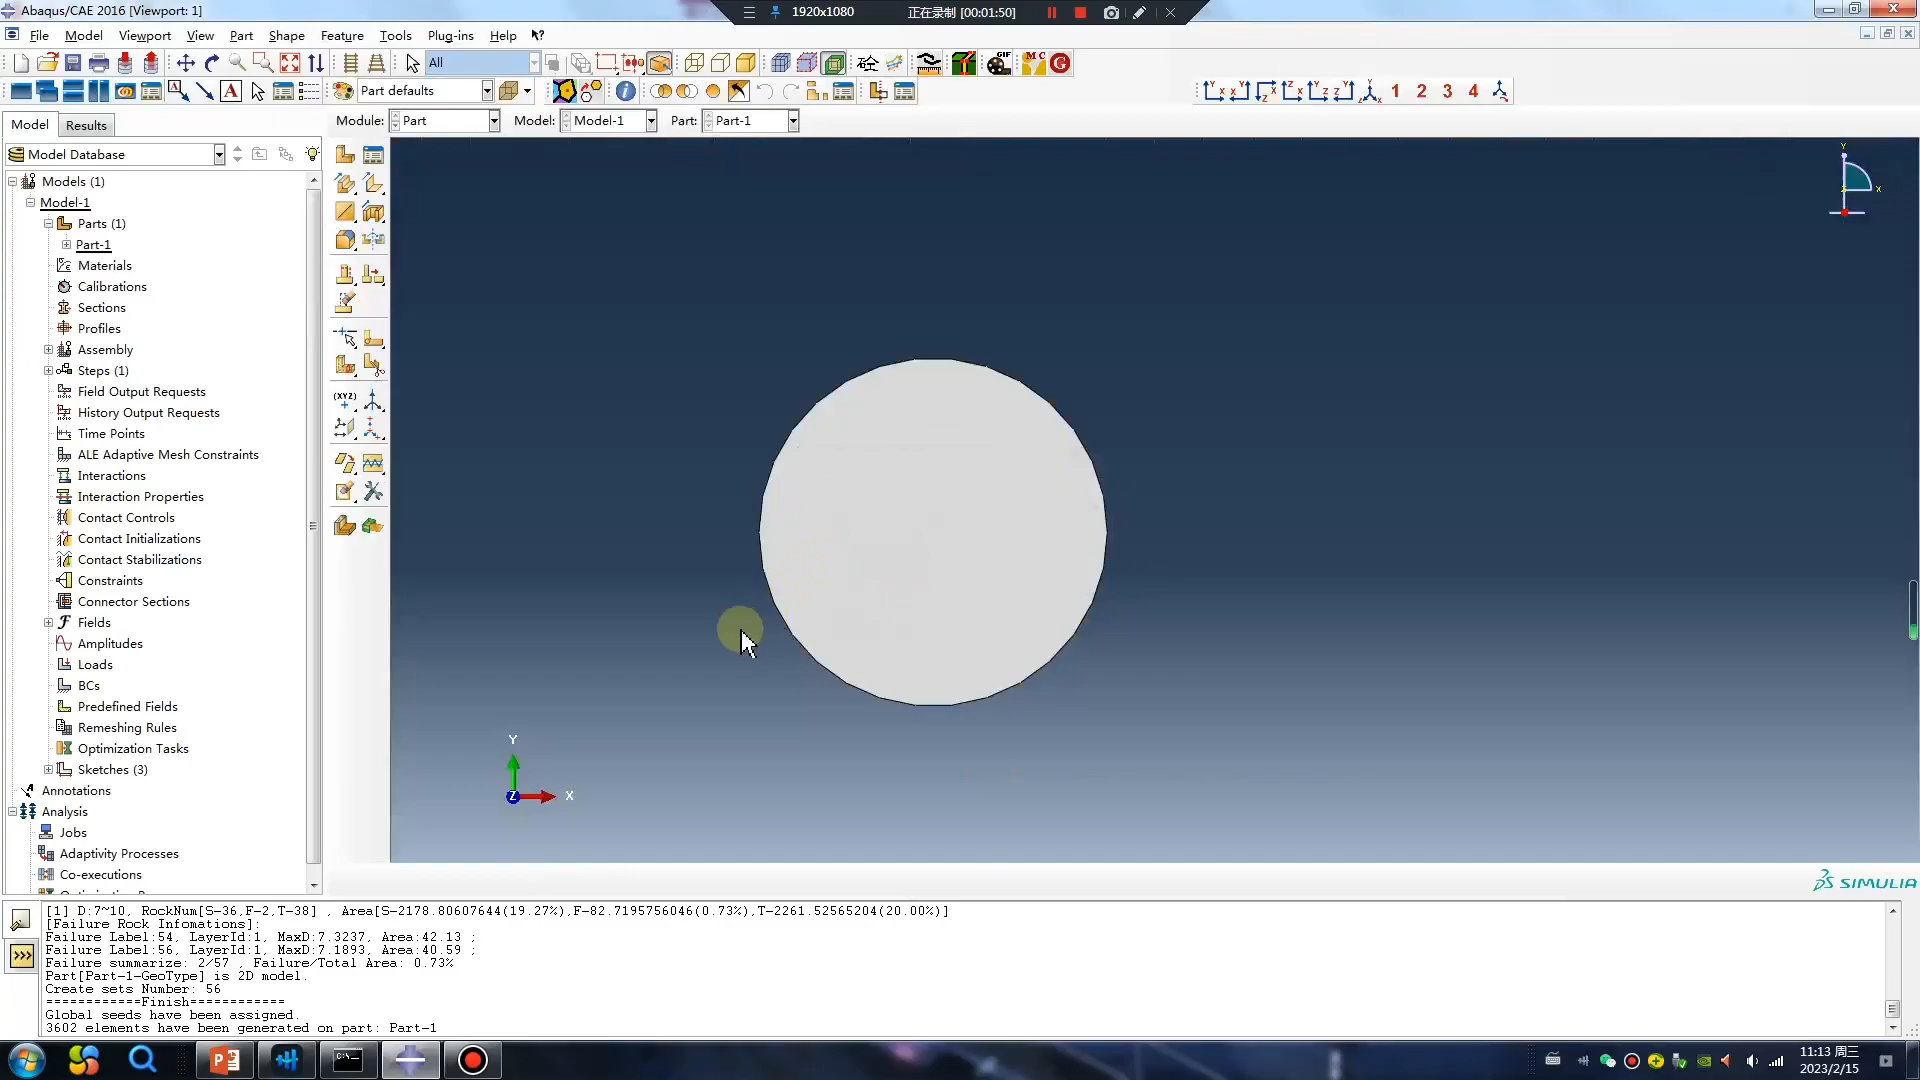 Abaqus/CAE 2016 [Viewport: 1]
1920x1080
正在录制 [00:01:50]
File Model Viewport View Part Shape Feature Tools Plug-ins Help
All
砼
GIF
M C
G
A
Part defaults
1 2 3 4
Model Results
Module: Part Model: Model-1 Part: Part-1
Model Database
Models (1)
Model-1
Parts (1)
Part-1
Materials
Calibrations
Sections
Profiles
Assembly
Steps (1)
Field Output Requests
History Output Requests
Time Points
ALE Adaptive Mesh Constraints
Interactions
Interaction Properties
Contact Controls
Contact Initializations
Contact Stabilizations
Constraints
Connector Sections
Fields
Amplitudes
Loads
BCs
Predefined Fields
Remeshing Rules
Optimization Tasks
Sketches (3)
Annotations
Analysis
Jobs
Adaptivity Processes
Co-executions
(XYZ)
Y
X
Z
Y
X
Z
SIMULIA
[1] D:7~10, RockNum[S-36,F-2,T-38] , Area[S-2178.80607644(19.27%),F-82.7195756046(0.73%),T-2261.52565204(20.00%)]
[Failure Rock Infomations]:
Failure Label:54, LayerId:1, MaxD:7.3237, Area:42.13 ;
Failure Label:56, LayerId:1, MaxD:7.1893, Area:40.59 ;
Failure summarize: 2/57 , Failure/Total Area: 0.73%
Part[Part-1-GeoType] is 2D model.
Create sets Number: 56
============Finish============
Global seeds have been assigned.
3602 elements have been generated on part: Part-1
11:13 周三
2023/2/15